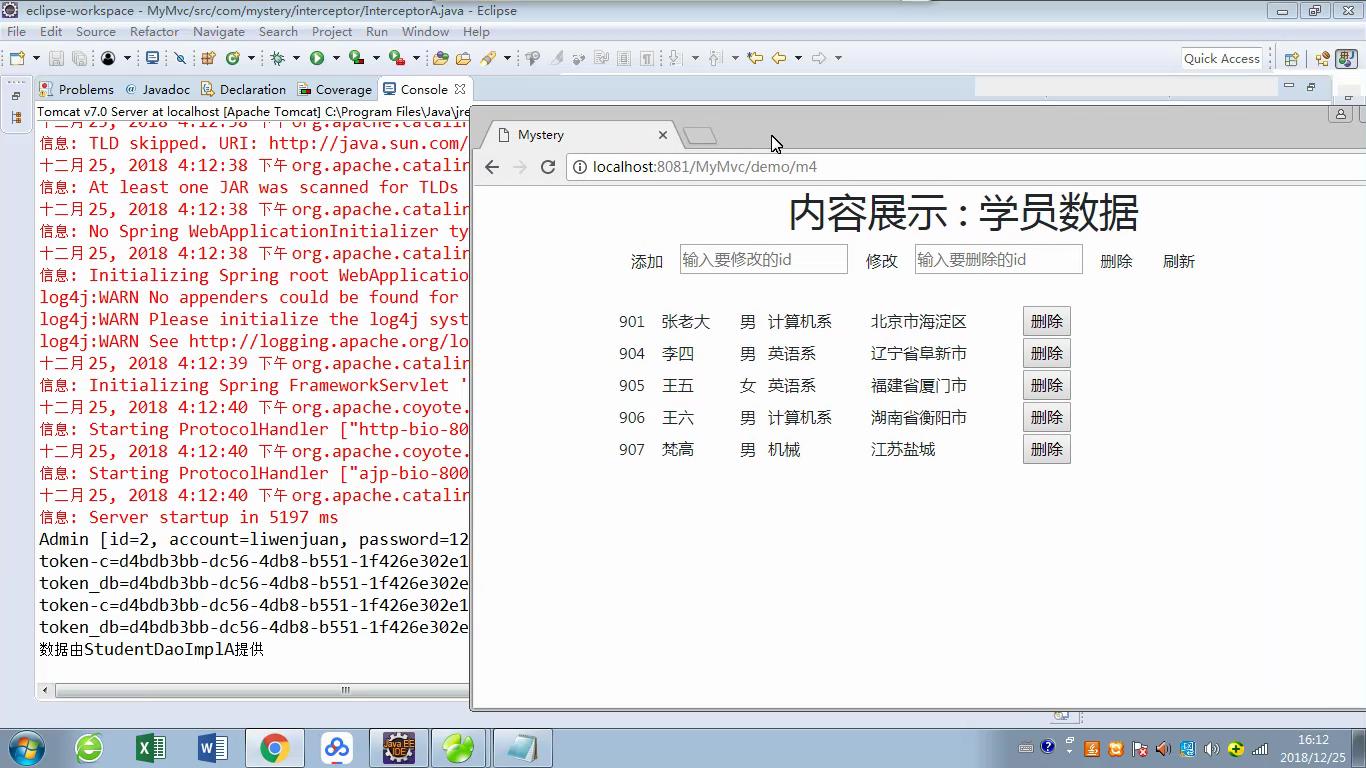 eclipse-workspace - MyMvc/src/com/mystery/interceptor/InterceptorA.java - Eclipse
File Edit Source Refactor Navigate Search Project Run Window Help
Quick Access
Problems @ Javadoc Declaration Coverage Console
Tomcat v7.0 Server at localhost [Apache Tomcat] C:\Program Files\Java\jre
十二月 25, 2018 4:12:38 下午 org.apache.catalin
信息: TLD skipped. URI: http://java.sun.com/
十二月 25, 2018 4:12:38 下午 org.apache.catalin
信息: At least one JAR was scanned for TLDs
十二月 25, 2018 4:12:38 下午 org.apache.catalin
信息: No Spring WebApplicationInitializer ty
十二月 25, 2018 4:12:38 下午 org.apache.catalin
信息: Initializing Spring root WebApplicatio
log4j:WARN No appenders could be found for
log4j:WARN Please initialize the log4j syst
log4j:WARN See http://logging.apache.org/lo
十二月 25, 2018 4:12:39 下午 org.apache.catalin
信息: Initializing Spring FrameworkServlet '
十二月 25, 2018 4:12:40 下午 org.apache.coyote.
信息: Starting ProtocolHandler ["http-bio-80
十二月 25, 2018 4:12:40 下午 org.apache.coyote.
信息: Starting ProtocolHandler ["ajp-bio-800
十二月 25, 2018 4:12:40 下午 org.apache.catalin
信息: Server startup in 5197 ms
Admin [id=2, account=liwenjuan, password=12
token-c=d4bdb3bb-dc56-4db8-b551-1f426e302e1
token_db=d4bdb3bb-dc56-4db8-b551-1f426e302e
token-c=d4bdb3bb-dc56-4db8-b551-1f426e302e1
token_db=d4bdb3bb-dc56-4db8-b551-1f426e302e
数据由StudentDaoImplA提供
Mystery
localhost:8081/MyMvc/demo/m4
内容展示 : 学员数据
添加 输入要修改的id 修改 输入要删除的id 删除 刷新
901 张老大 男 计算机系 北京市海淀区 删除
904 李四 男 英语系 辽宁省阜新市 删除
905 王五 女 英语系 福建省厦门市 删除
906 王六 男 计算机系 湖南省衡阳市 删除
907 梵高 男 机械 江苏盐城 删除
16:12
2018/12/25